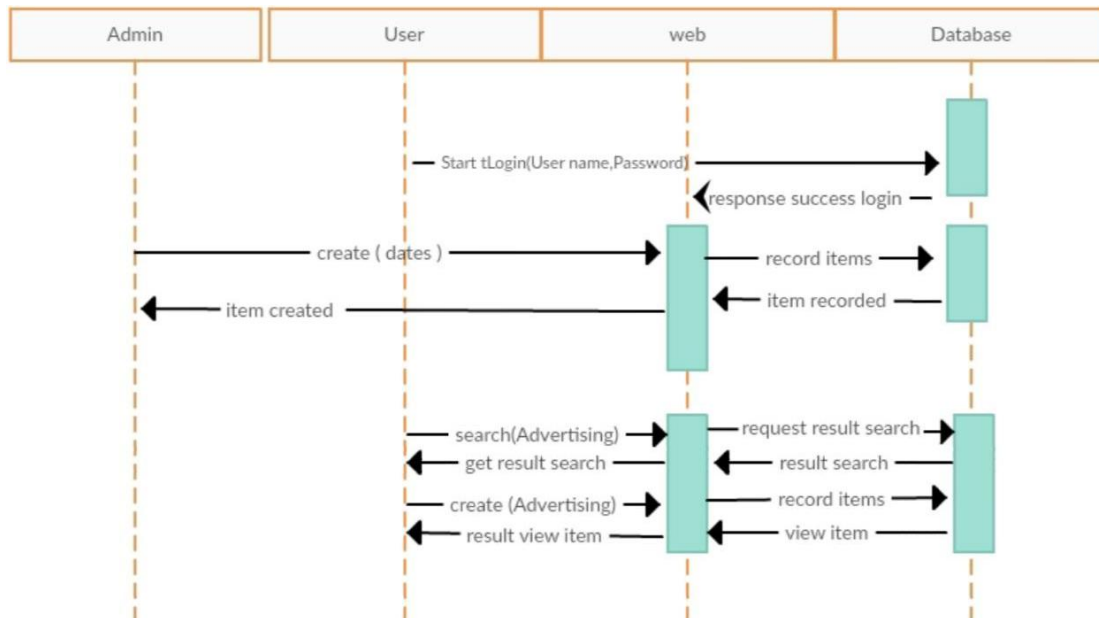 Admin
User
web
Database
Start tLogin(User name,Password)
response success login
create ( dates )
record items
item recorded
item created
search(Advertising)
request result search
get result search
result search
create (Advertising)
record items
result view item
view item